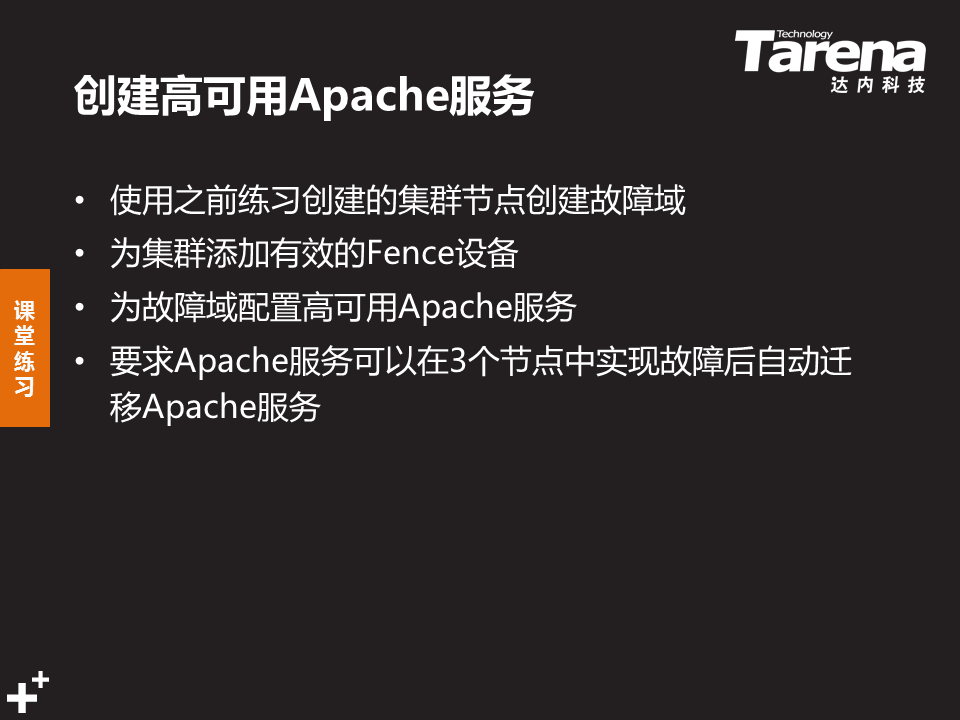 Technology
Tarena
达内科技
创建高可用Apache服务
• 使用之前练习创建的集群节点创建故障域
• 为集群添加有效的Fence设备
• 为故障域配置高可用Apache服务
• 要求Apache服务可以在3个节点中实现故障后自动迁
移Apache服务
课
堂
练
习